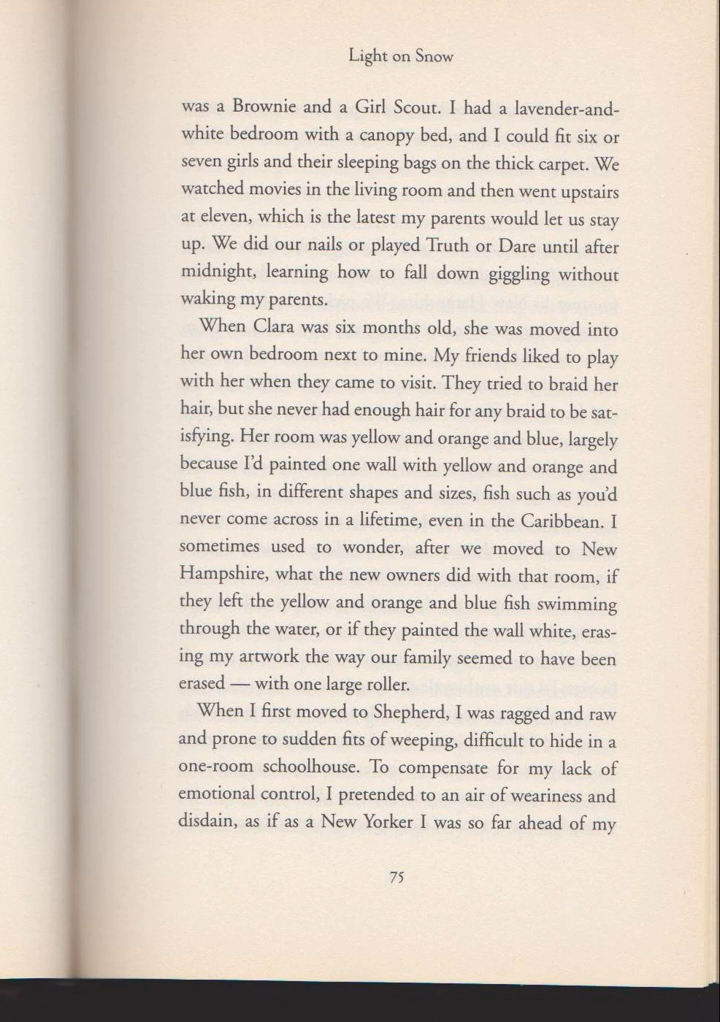 Light on Snow
was a Brownie and a Girl Scout. I had a lavender-and-
white bedroom with a canopy bed, and I could fit six or
seven girls and their sleeping bags on the thick carpet. We
watched movies in the living room and then went upstairs
at eleven, which is the latest my parents would let us stay
up. We did our nails or played Truth or Dare until after
midnight, learning how to fall down giggling without
waking my parents.
When Clara was six months old, she was moved into
her own bedroom next to mine. My friends liked to play
with her when they came to visit. They tried to braid her
hair, but she never had enough hair for any braid to be sat-
isfying. Her room was yellow and orange and blue, largely
because I'd painted one wall with yellow and orange and
blue fish, in different shapes and sizes, fish such as you'd
never come across in a lifetime, even in the Caribbean. I
sometimes used to wonder, after we moved to New
Hampshire, what the new owners did with that room, if
they left the yellow and orange and blue fish swimming
through the water, or if they painted the wall white, eras-
ing my artwork the way our family seemed to have been
erased — with one large roller.
When I first moved to Shepherd, I was ragged and raw
and prone to sudden fits of weeping, difficult to hide in a
one-room schoolhouse. To compensate for my lack of
emotional control, I pretended to an air of weariness and
disdain, as if as a New Yorker I was so far ahead of my
75